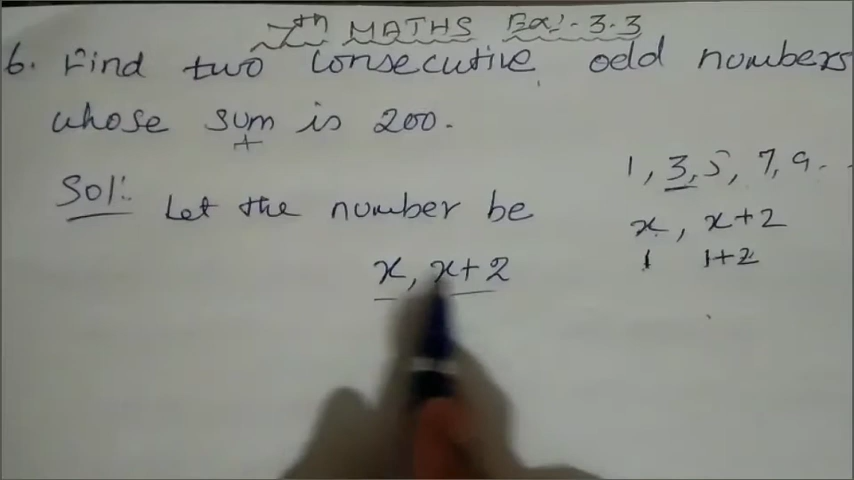 7th MATHS Ex:- 3.3
6. Find two consecutive odd numbers
whose sum is 200.
+
1, 3, 5, 7, 9..
Sol: Let the number be
x, x+2
1 1+2
x, x+2